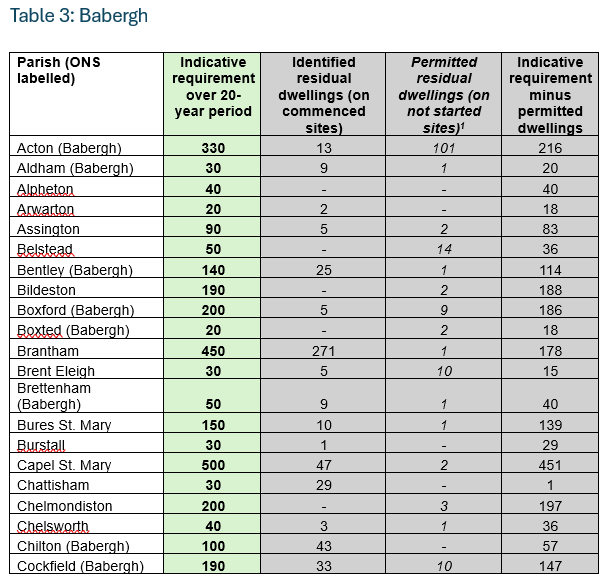 Table 3: Babergh
Parish (ONS labelled) Indicative requirement over 20-year period Identified residual dwellings (on commenced sites) Permitted residual dwellings (on not started sites)¹ Indicative requirement minus permitted dwellings
Acton (Babergh) 330 13 101 216
Aldham (Babergh) 30 9 1 20
Alpheton 40 - - 40
Arwarton 20 2 - 18
Assington 90 5 2 83
Belstead 50 - 14 36
Bentley (Babergh) 140 25 1 114
Bildeston 190 - 2 188
Boxford (Babergh) 200 5 9 186
Boxted (Babergh) 20 - 2 18
Brantham 450 271 1 178
Brent Eleigh 30 5 10 15
Brettenham (Babergh) 50 9 1 40
Bures St. Mary 150 10 1 139
Burstall 30 1 - 29
Capel St. Mary 500 47 2 451
Chattisham 30 29 - 1
Chelmondiston 200 - 3 197
Chelsworth 40 3 1 36
Chilton (Babergh) 100 43 - 57
Cockfield (Babergh) 190 33 10 147